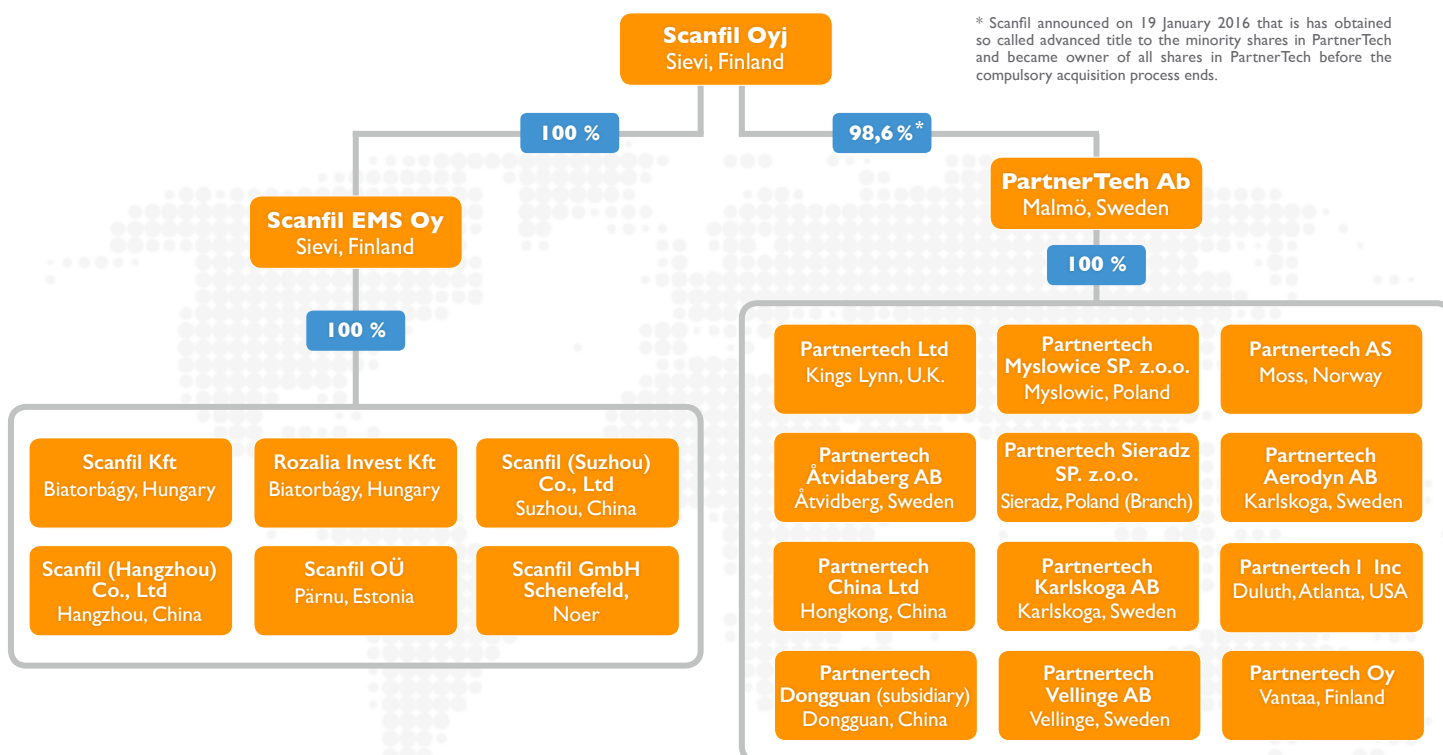 Scanfil Oyj
Sievi, Finland
* Scanfil announced on 19 January 2016 that is has obtained
so called advanced title to the minority shares in PartnerTech
and became owner of all shares in PartnerTech before the
compulsory acquisition process ends.
100 %
98,6 %*
Scanfil EMS Oy
Sievi, Finland
PartnerTech Ab
Malmö, Sweden
100 %
100 %
Scanfil Kft
Biatorbágy, Hungary
Rozalia Invest Kft
Biatorbágy, Hungary
Scanfil (Suzhou)
Co., Ltd
Suzhou, China
Scanfil (Hangzhou)
Co., Ltd
Hangzhou, China
Scanfil OÜ
Pärnu, Estonia
Scanfil GmbH
Schenefeld,
Noer
Partnertech Ltd
Kings Lynn, U.K.
Partnertech
Myslowice SP. z.o.o.
Myslowic, Poland
Partnertech AS
Moss, Norway
Partnertech
Åtvidaberg AB
Åtvidberg, Sweden
Partnertech Sieradz
SP. z.o.o.
Sieradz, Poland (Branch)
Partnertech
Aerodyn AB
Karlskoga, Sweden
Partnertech
China Ltd
Hongkong, China
Partnertech
Karlskoga AB
Karlskoga, Sweden
Partnertech I Inc
Duluth, Atlanta, USA
Partnertech
Dongguan (subsidiary)
Dongguan, China
Partnertech
Vellinge AB
Vellinge, Sweden
Partnertech Oy
Vantaa, Finland